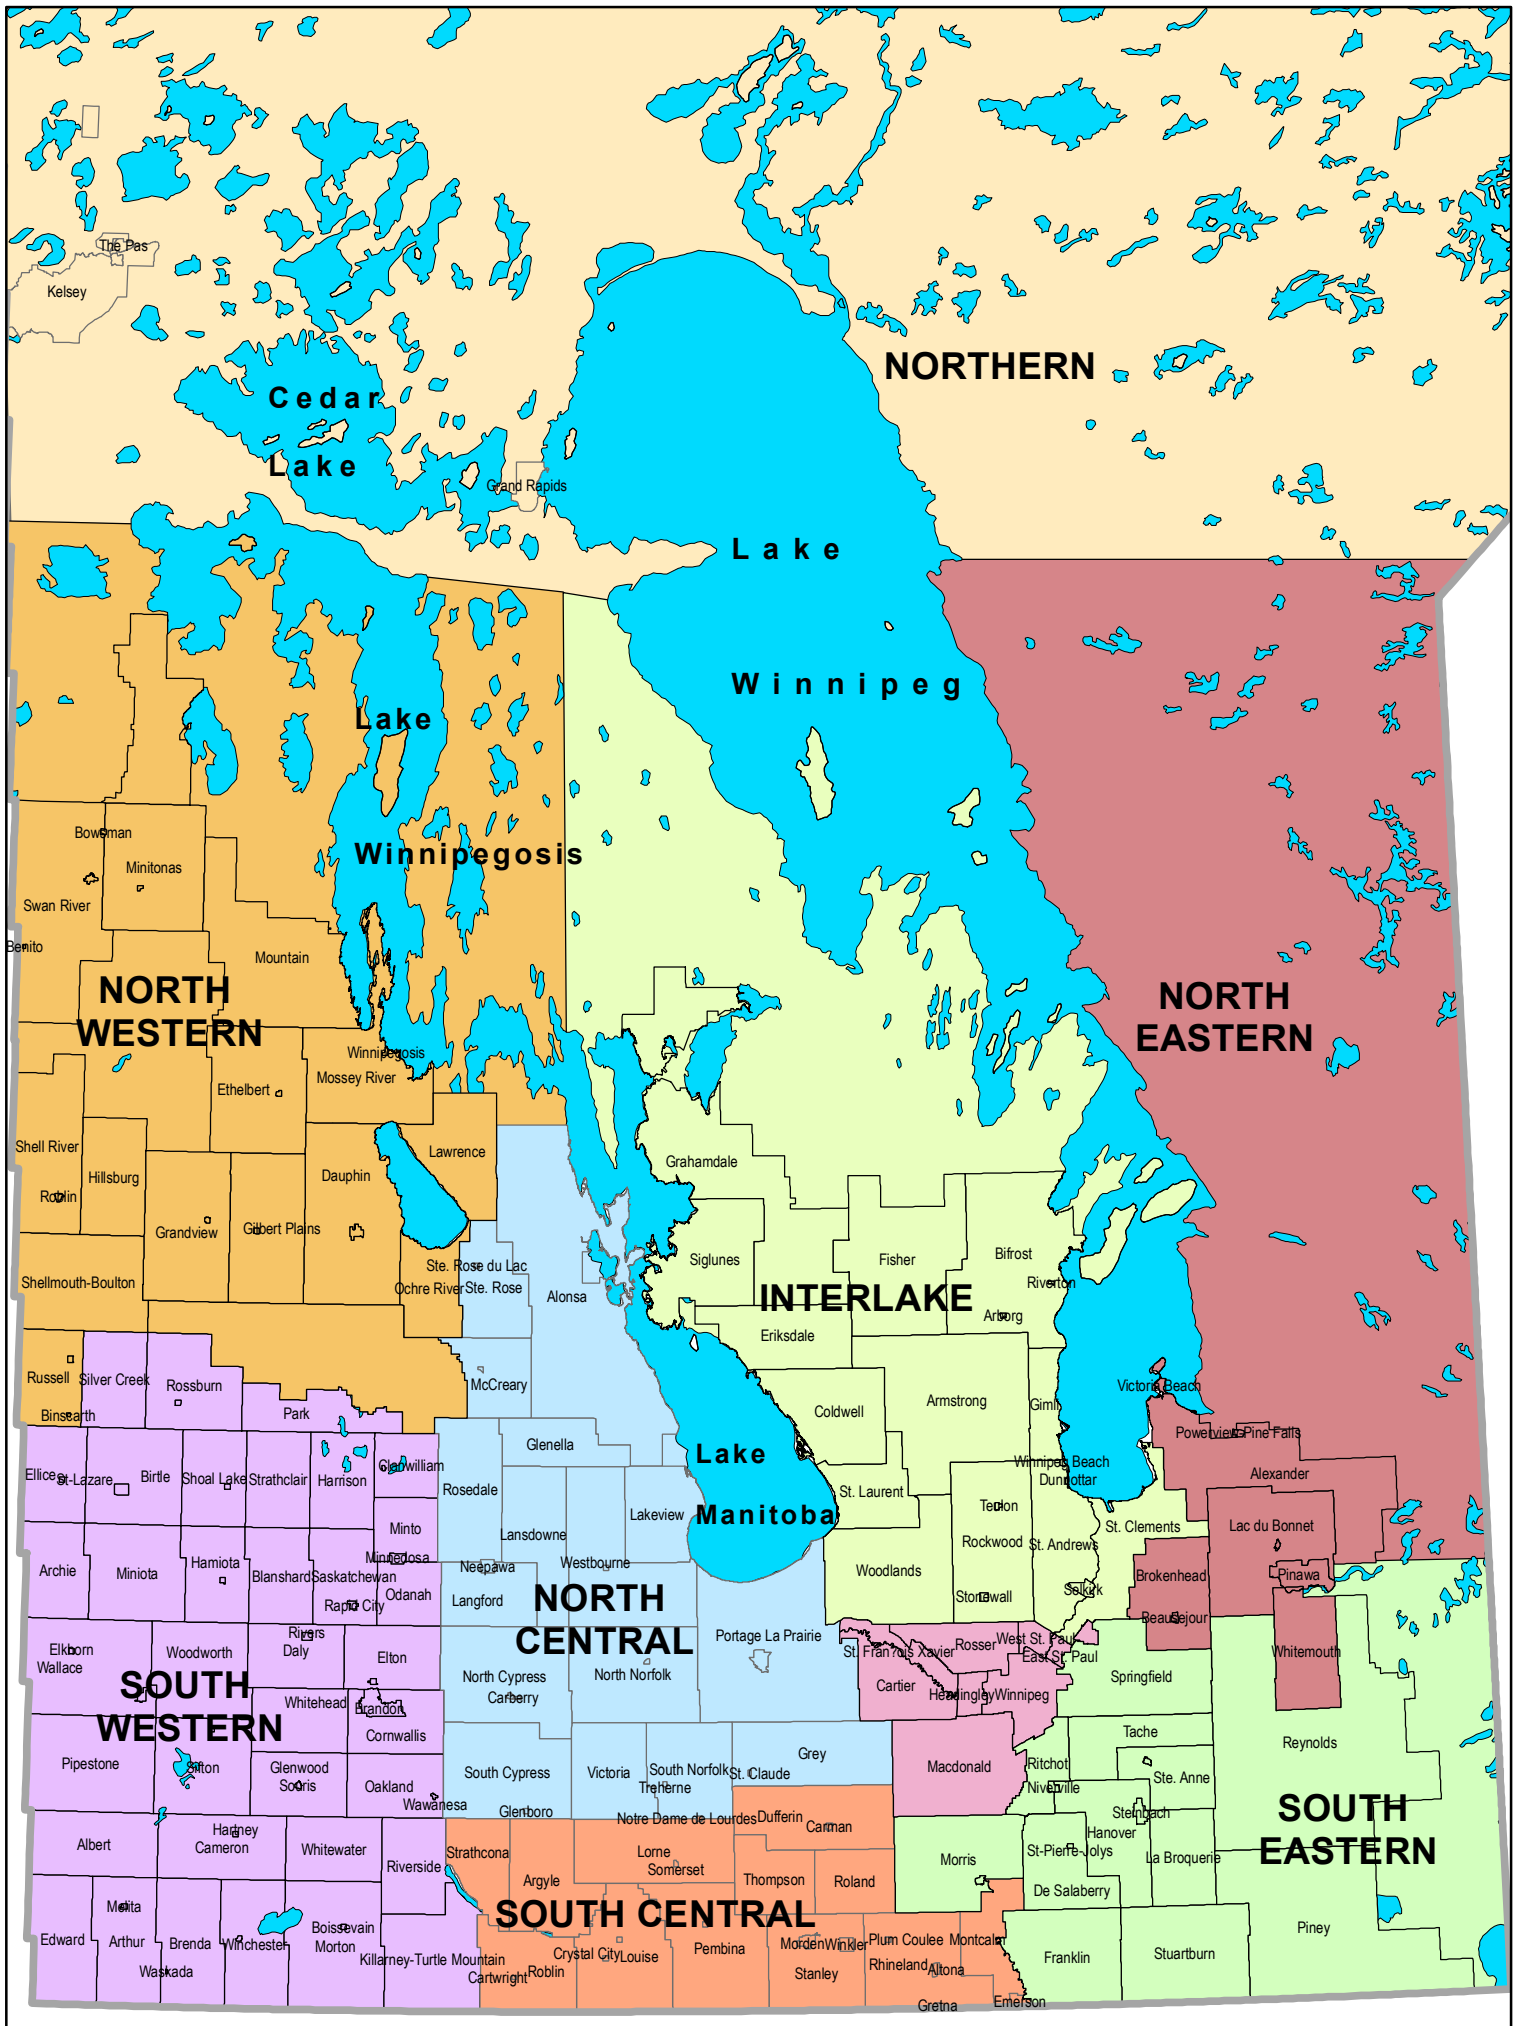 The Pas
Kelsey
NORTHERN
Cedar
Lake
Grand Rapids
Lake
Winnipeg
Lake
Winnipegosis
Bowsman
Minitonas
Swan River
Benito
Mountain
NORTH
WESTERN
NORTH
EASTERN
Winnipegosis
Mossey River
Ethelbert
Shell River
Hillsburg
Roblin
Dauphin
Lawrence
Grandview
Gilbert Plains
Grahamdale
Siglunes
Fisher
Bifrost
Riverton
Arborg
INTERLAKE
Eriksdale
Shellmouth-Boulton
Ste. Rose du Lac
Ochre River
Ste. Rose
Alonsa
Russell
Silver Creek
Rossburn
Binscarth
Park
McCreary
Coldwell
Armstrong
Gimli
Victoria Beach
Powerview-Pine Falls
Alexander
Glenella
Lake
Manitoba
Winnipeg Beach
Dunnottar
Ellice
St-Lazare
Birtle
Shoal Lake
Strathclair
Harrison
Clanwilliam
Rosedale
Lansdowne
Lakeview
St. Laurent
Teulon
Rockwood
St. Andrews
St. Clements
Lac du Bonnet
Minto
Minnedosa
Neepawa
Westbourne
Woodlands
Archie
Miniota
Hamiota
Blanshard
Saskatchewan
Odanah
Rapid City
Langford
NORTH
CENTRAL
Stonewall
Selkirk
Brokenhead
Beausejour
Pinawa
Whitemouth
Elkhorn
Wallace
Woodworth
Rivers
Daly
Elton
Portage La Prairie
St. Fran?ois Xavier
Rosser
West St. Paul
East St. Paul
Springfield
SOUTH
WESTERN
Whitehead
Brandon
Cornwallis
North Cypress
Carberry
North Norfolk
Cartier
Headingley
Winnipeg
Tache
Reynolds
Pipestone
Sifton
Glenwood
Souris
Oakland
Wawanesa
South Cypress
Victoria
South Norfolk
Treherne
St. Claude
Grey
Macdonald
Ritchot
Niverville
Ste. Anne
Steinbach
Hanover
Glenboro
Notre Dame de Lourdes
Dufferin
Carman
SOUTH
EASTERN
Albert
Hartney
Cameron
Whitewater
Riverside
Strathcona
Argyle
Lorne
Somerset
Thompson
Roland
Morris
St-Pierre-Jolys
La Broquerie
De Salaberry
SOUTH CENTRAL
Melita
Edward
Arthur
Brenda
Winchester
Waskada
Boissevain
Morton
Killarney-Turtle Mountain
Cartwright
Roblin
Crystal City
Louise
Pembina
Morden
Winkler
Stanley
Plum Coulee
Rhineland
Altona
Montcalm
Gretna
Emerson
Franklin
Stuartburn
Piney